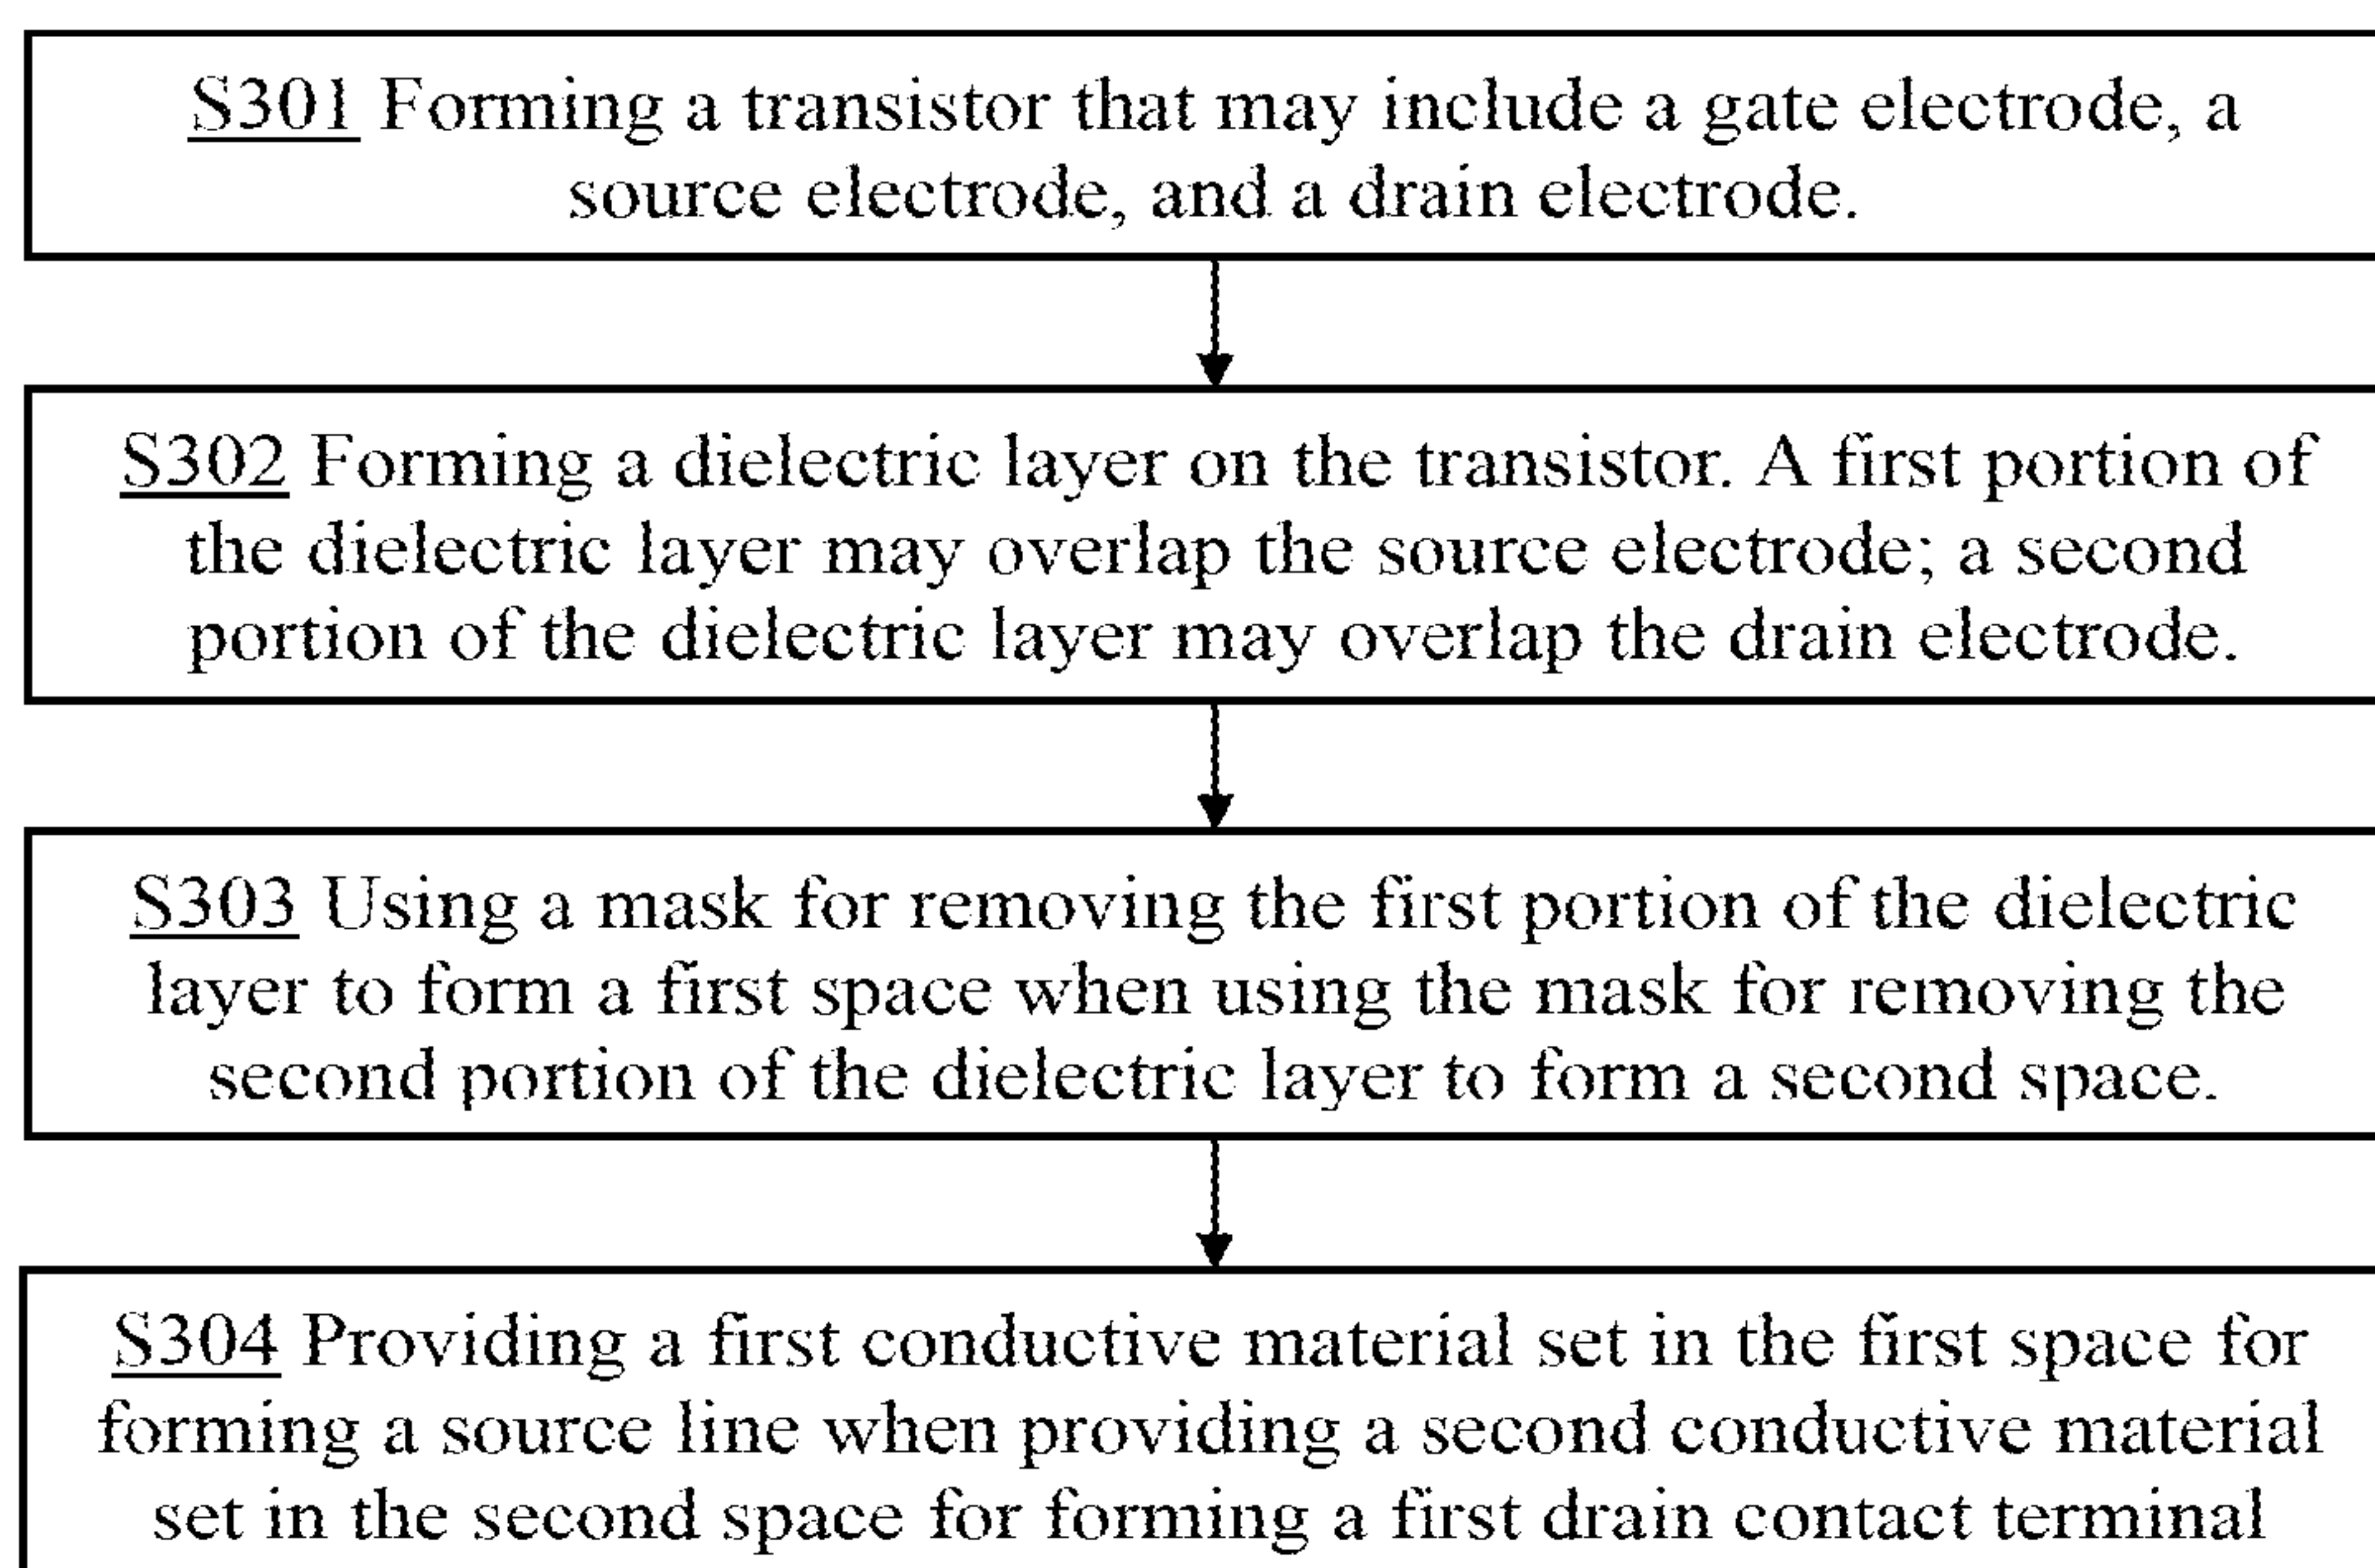 S301 Forming a transistor that may include a gate electrode, a
source electrode, and a drain electrode.
S302 Forming a dielectric layer on the transistor. A first portion of
the dielectric layer may overlap the source electrode; a second
portion of the dielectric layer may overlap the drain electrode.
S303 Using a mask for removing the first portion of the dielectric
layer to form a first space when using the mask for removing the
second portion of the dielectric layer to form a second space.
S304 Providing a first conductive material set in the first space for
forming a source line when providing a second conductive material
set in the second space for forming a first drain contact terminal